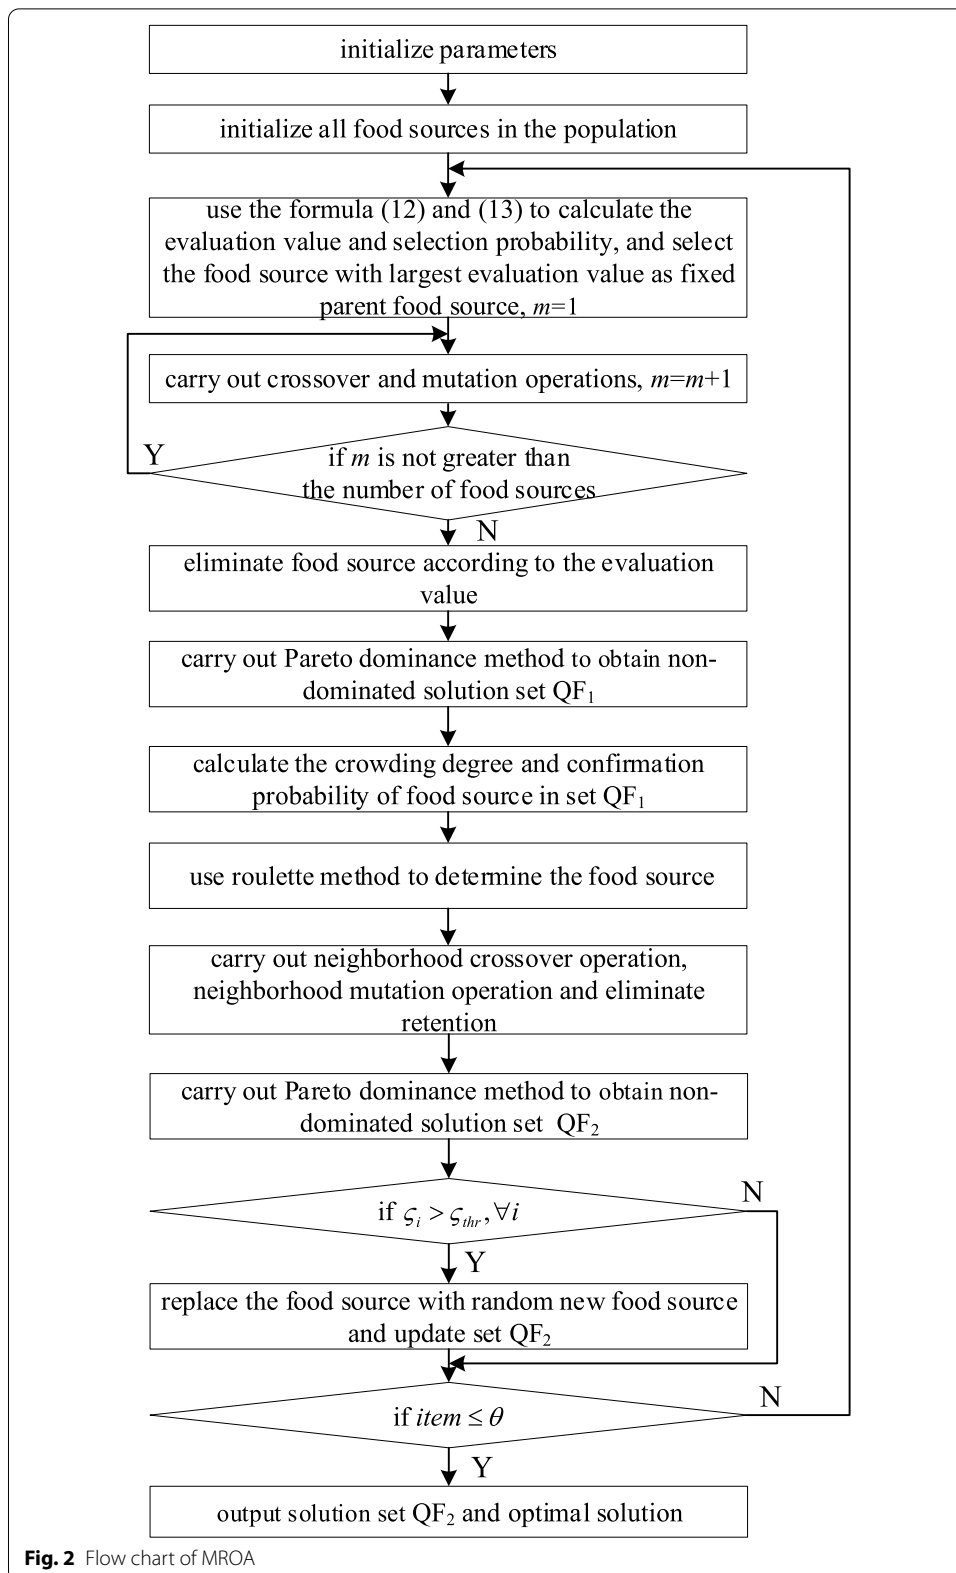 initialize parameters
initialize all food sources in the population
use the formula (12) and (13) to calculate the
evaluation value and selection probability, and select
the food source with largest evaluation value as fixed
parent food source, m=1
carry out crossover and mutation operations, m=m+1
Y
if m is not greater than
the number of food sources
N
eliminate food source according to the evaluation
value
carry out Pareto dominance method to obtain non-
dominated solution set QF₁
calculate the crowding degree and confirmation
probability of food source in set QF₁
use roulette method to determine the food source
carry out neighborhood crossover operation,
neighborhood mutation operation and eliminate
retention
carry out Pareto dominance method to obtain non-
dominated solution set QF₂
N
if ςᵢ > ςₜₕᵣ, ∀i
Y
replace the food source with random new food source
and update set QF₂
N
if item ≤ θ
Y
output solution set QF₂ and optimal solution
Fig. 2 Flow chart of MROA